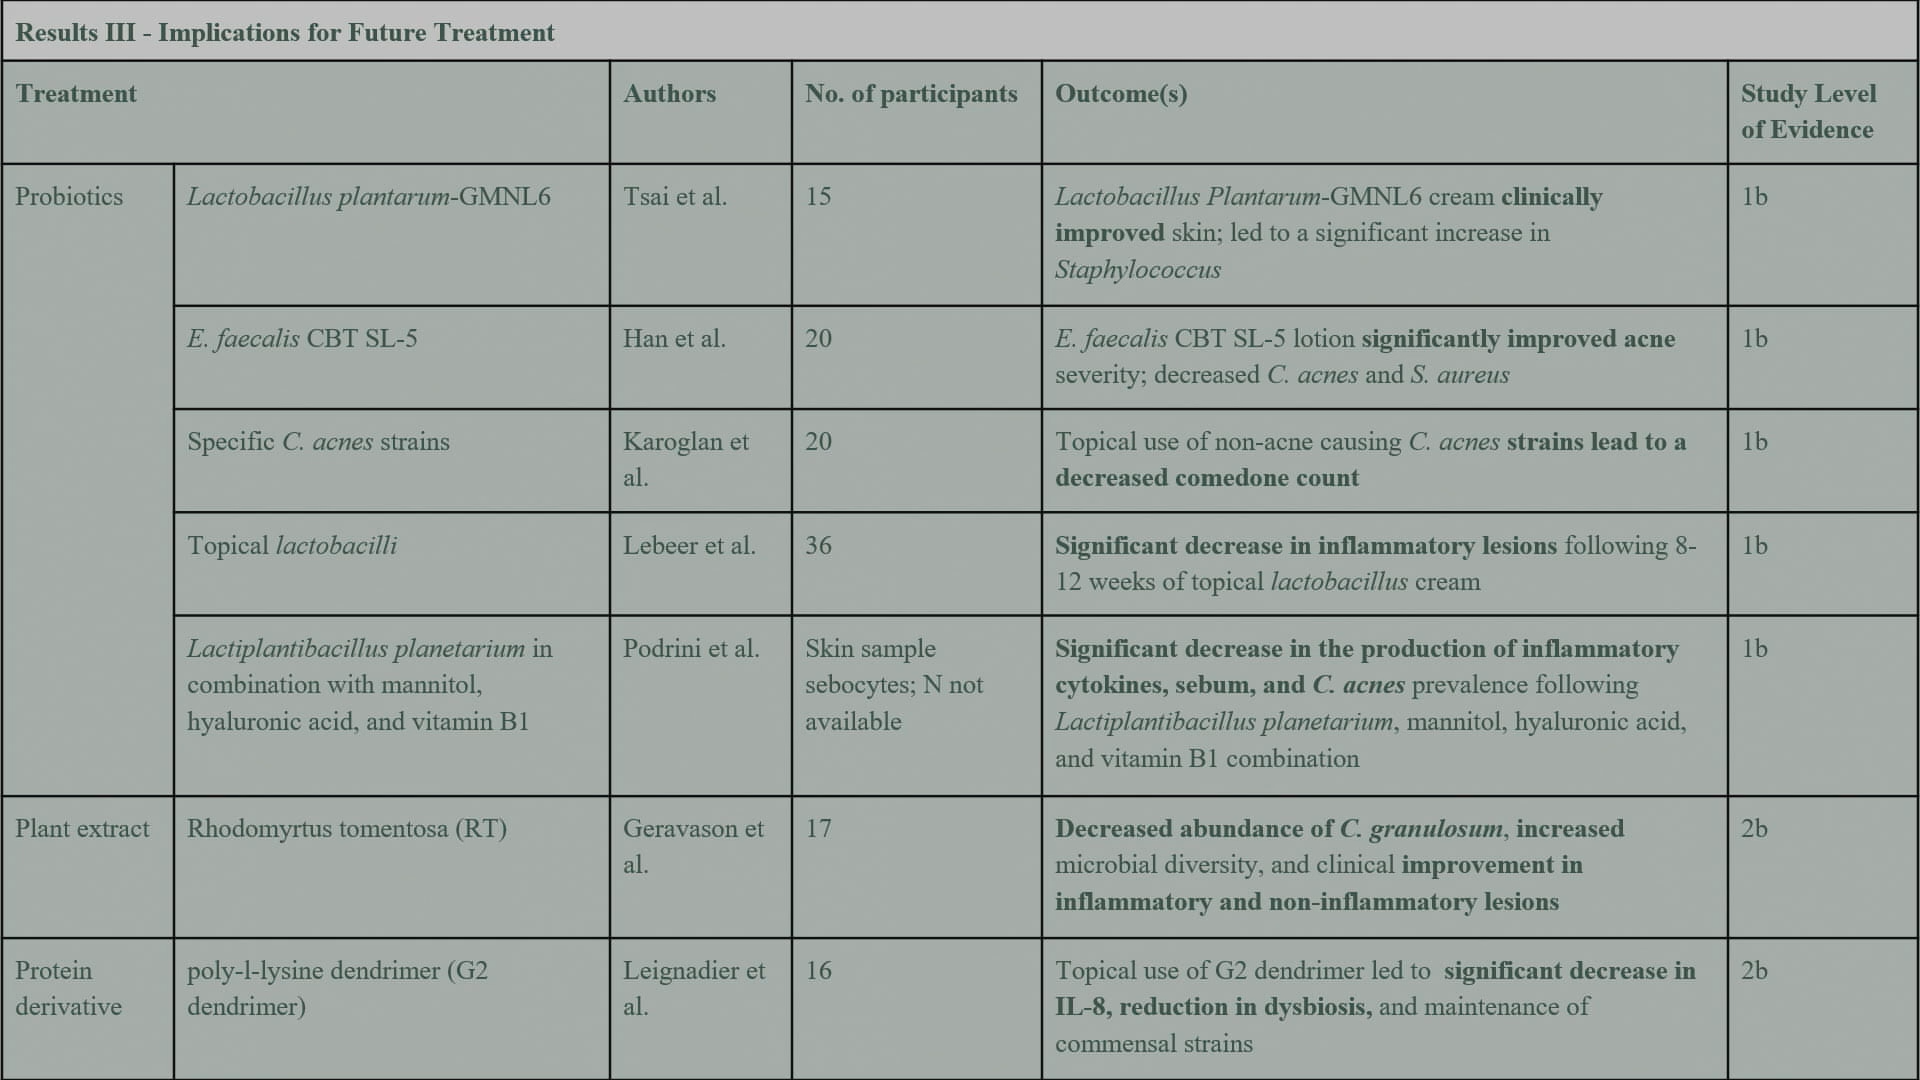 Results III - Implications for Future Treatment
Treatment
Authors
No. of participants
Outcome(s)
Study Level
of Evidence
Probiotics
Lactobacillus plantarum-GMNL6
Tsai et al.
15
Lactobacillus Plantarum-GMNL6 cream clinically
improved skin; led to a significant increase in
Staphylococcus
1b
E. faecalis CBT SL-5
Han et al.
20
E. faecalis CBT SL-5 lotion significantly improved acne
severity; decreased C. acnes and S. aureus
1b
Specific C. acnes strains
Karoglan et
al.
20
Topical use of non-acne causing C. acnes strains lead to a
decreased comedone count
1b
Topical lactobacilli
Lebeer et al.
36
Significant decrease in inflammatory lesions following 8-
12 weeks of topical lactobacillus cream
1b
Lactiplantibacillus planetarium in
combination with mannitol,
hyaluronic acid, and vitamin B1
Podrini et al.
Skin sample
sebocytes; N not
available
Significant decrease in the production of inflammatory
cytokines, sebum, and C. acnes prevalence following
Lactiplantibacillus planetarium, mannitol, hyaluronic acid,
and vitamin B1 combination
1b
Plant extract
Rhodomyrtus tomentosa (RT)
Geravason et
al.
17
Decreased abundance of C. granulosum, increased
microbial diversity, and clinical improvement in
inflammatory and non-inflammatory lesions
2b
Protein
derivative
poly-l-lysine dendrimer (G2
dendrimer)
Leignadier et
al.
16
Topical use of G2 dendrimer led to significant decrease in
IL-8, reduction in dysbiosis, and maintenance of
commensal strains
2b